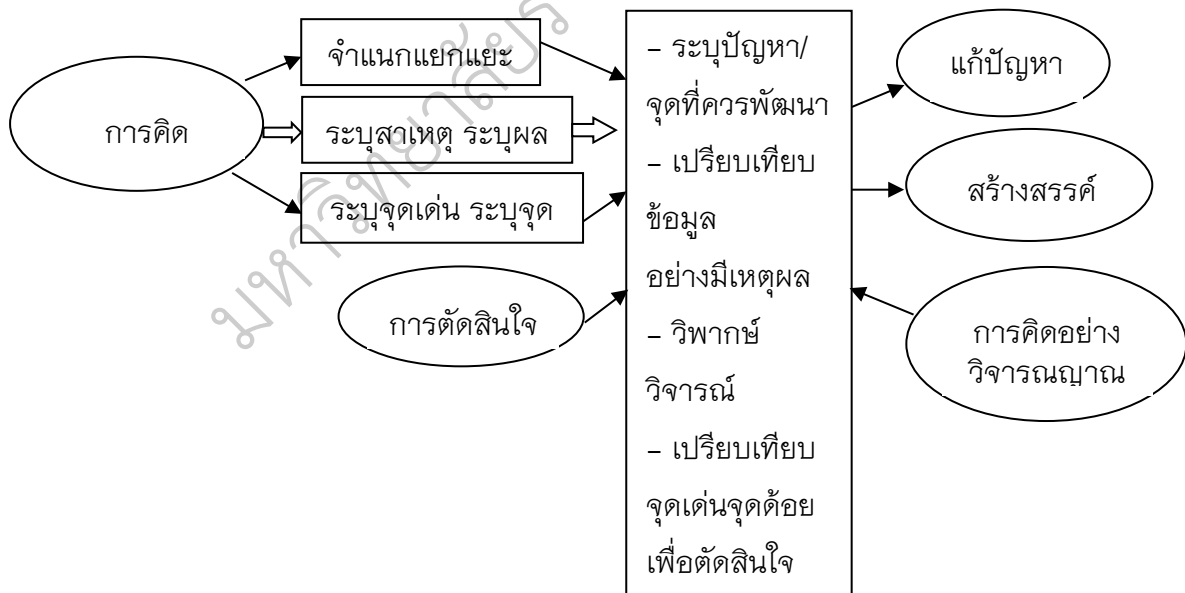 การคิด
จำแนกแยกแยะ
ระบุสาเหตุ ระบุผล
ระบุจุดเด่น ระบุจุด
การตัดสินใจ
– ระบุปัญหา/
จุดที่ควรพัฒนา
– เปรียบเทียบ
ข้อมูล
อย่างมีเหตุผล
– วิพากษ์
วิจารณ์
– เปรียบเทียบ
จุดเด่นจุดด้อย
เพื่อตัดสินใจ
แก้ปัญหา
สร้างสรรค์
การคิดอย่าง
วิจารณญาณ